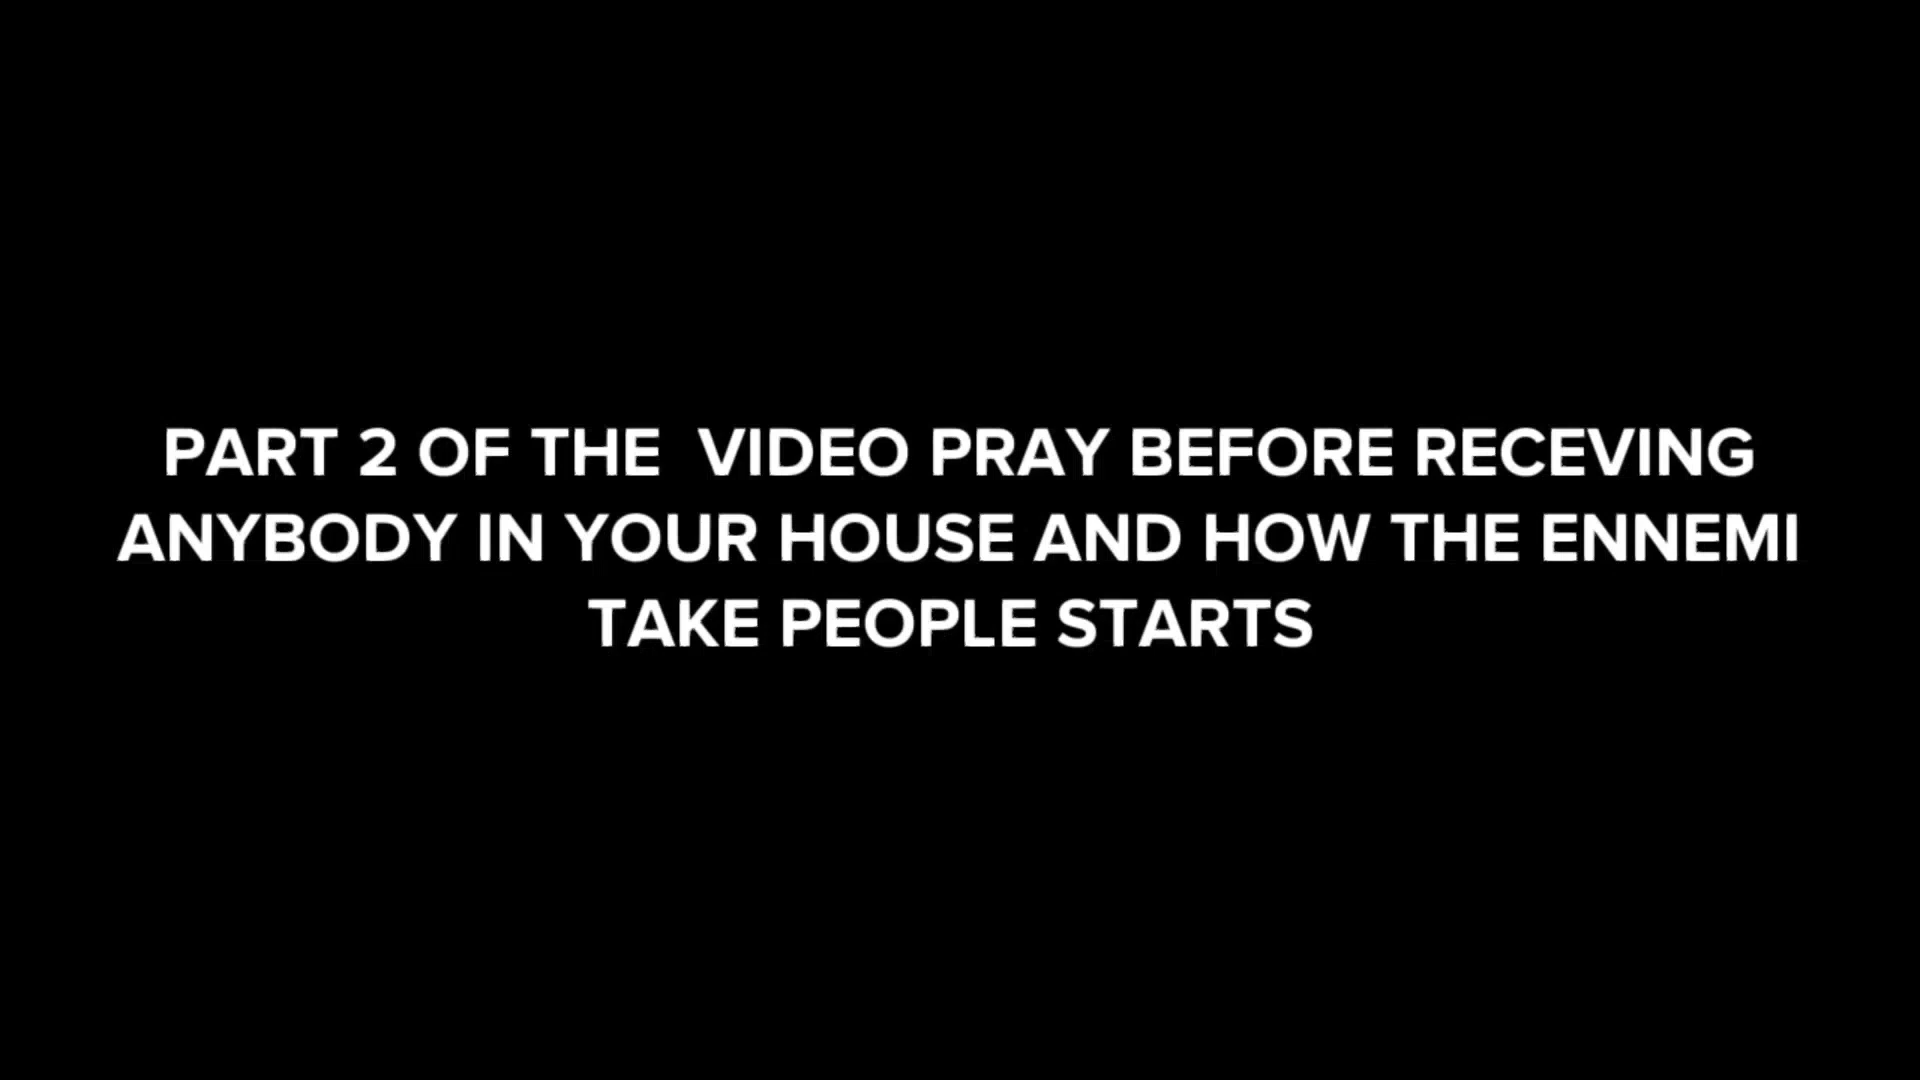 PART 2 OF THE  VIDEO PRAY BEFORE RECEVING
ANYBODY IN YOUR HOUSE AND HOW THE ENNEMI
TAKE PEOPLE STARTS